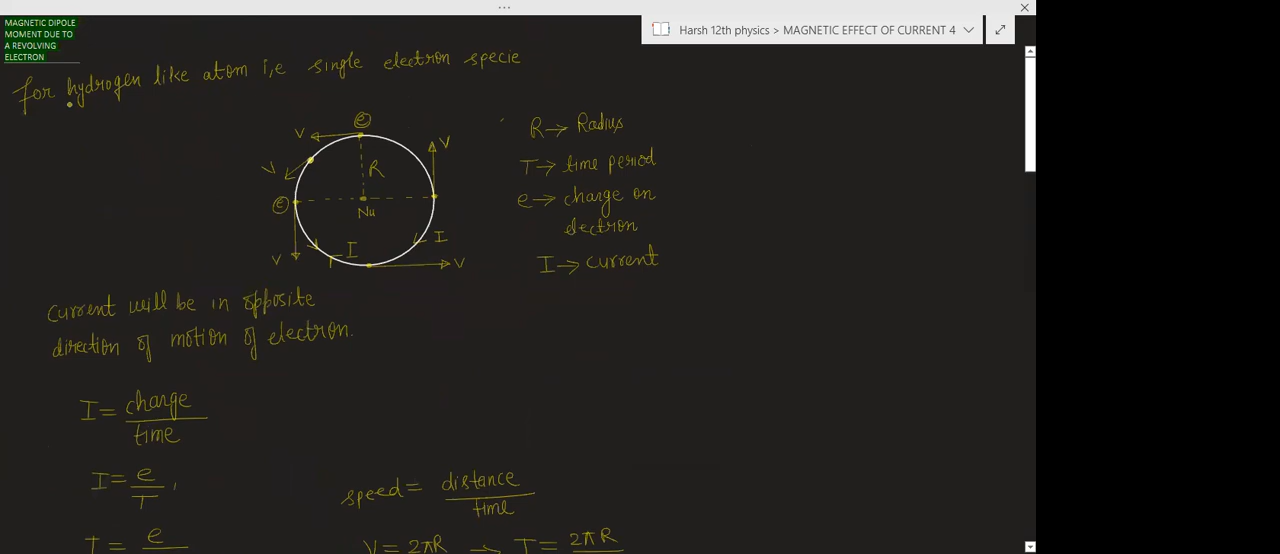 MAGNETIC DIPOLE
MOMENT DUE TO
A REVOLVING
ELECTRON
Harsh 12th physics > MAGNETIC EFFECT OF CURRENT 4
For hydrogen like atom i,e single electron specie
e
V
V
V
R
e
Nu
I
I
V
V
R → Radius
T → time period
e → charge on
electron
I → current
current will be in opposite
direction of motion of electron.
I = charge
time
I = e
T ,
speed = distance
time
I = e
V = 2πR → T = 2πR